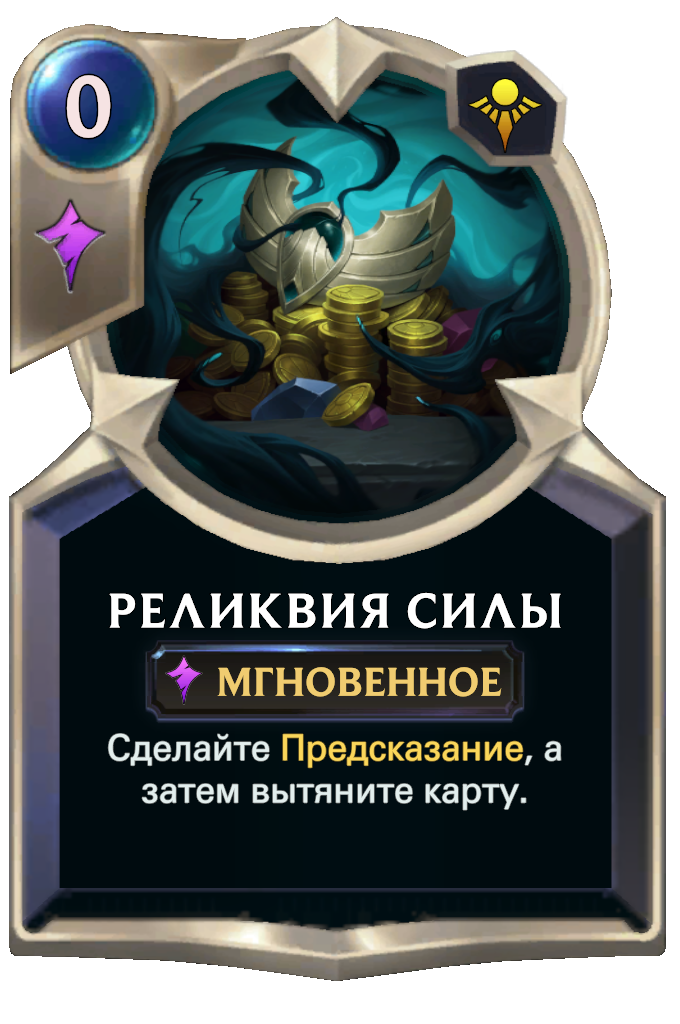 0
РЕЛИКВИЯ СИЛЫ
МГНОВЕННОЕ
Сделайте Предсказание, а
затем вытяните карту.